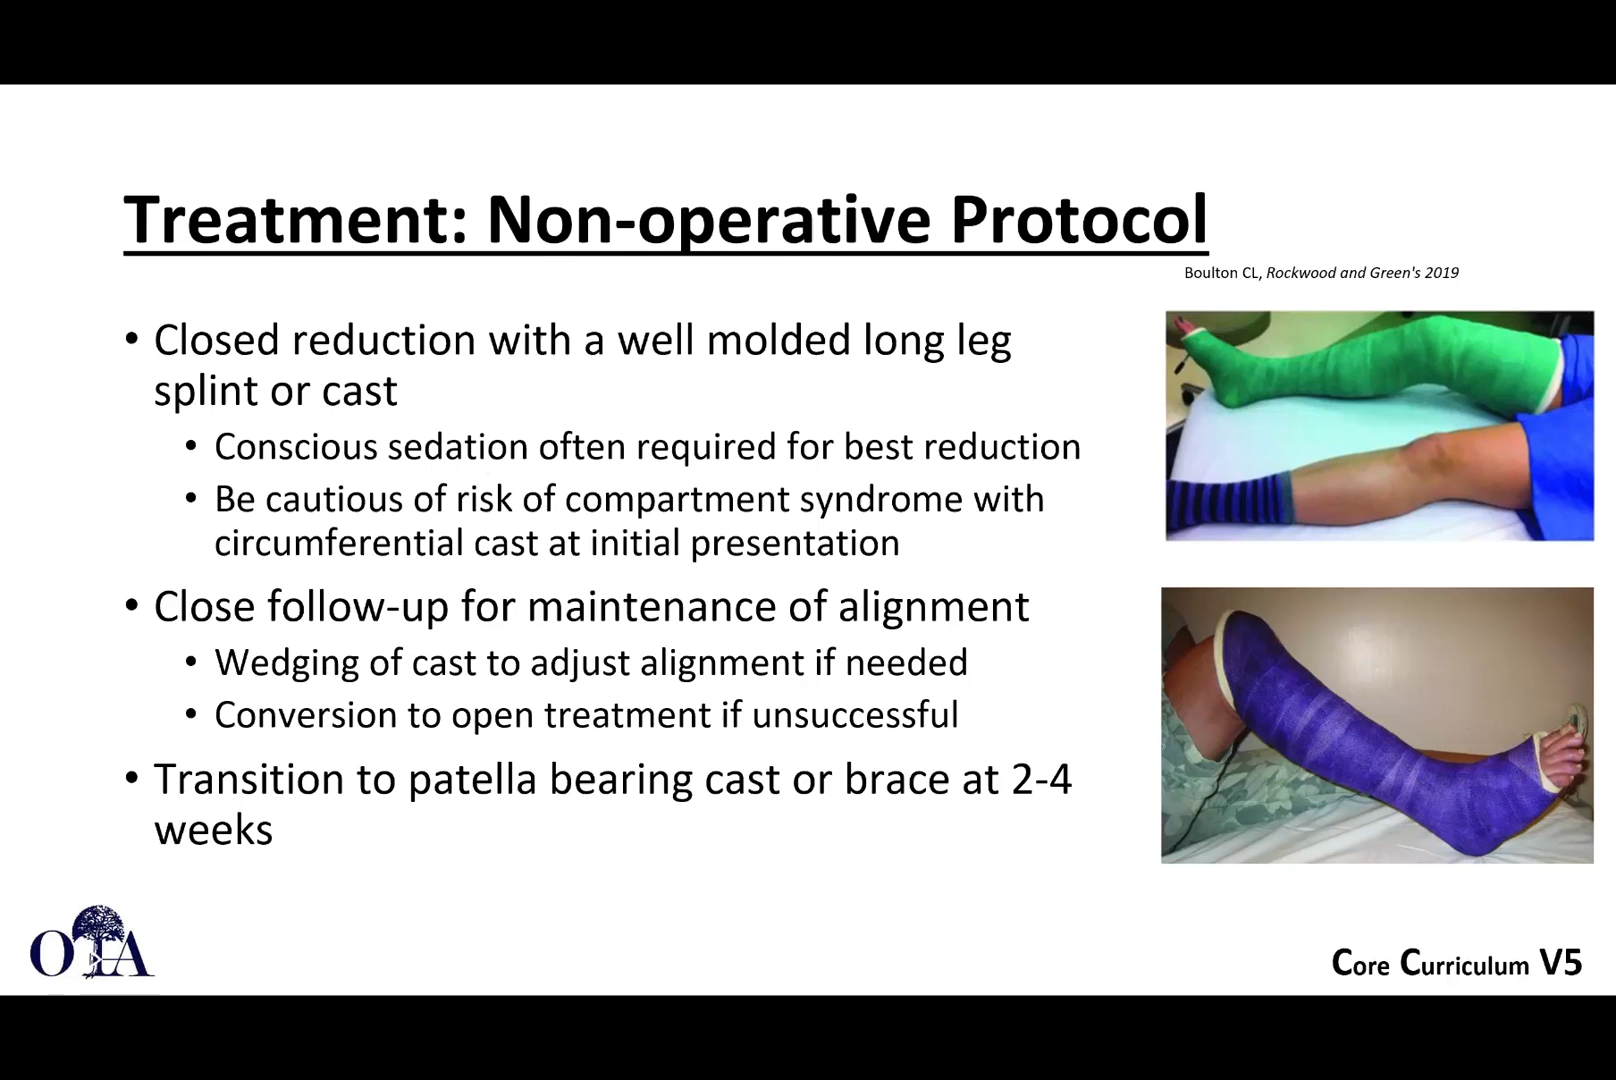 Treatment: Non-operative Protocol
Boulton CL, Rockwood and Green's 2019
• Closed reduction with a well molded long leg
splint or cast
• Conscious sedation often required for best reduction
• Be cautious of risk of compartment syndrome with
circumferential cast at initial presentation
• Close follow-up for maintenance of alignment
• Wedging of cast to adjust alignment if needed
• Conversion to open treatment if unsuccessful
• Transition to patella bearing cast or brace at 2-4
weeks
OTA
Core Curriculum V5